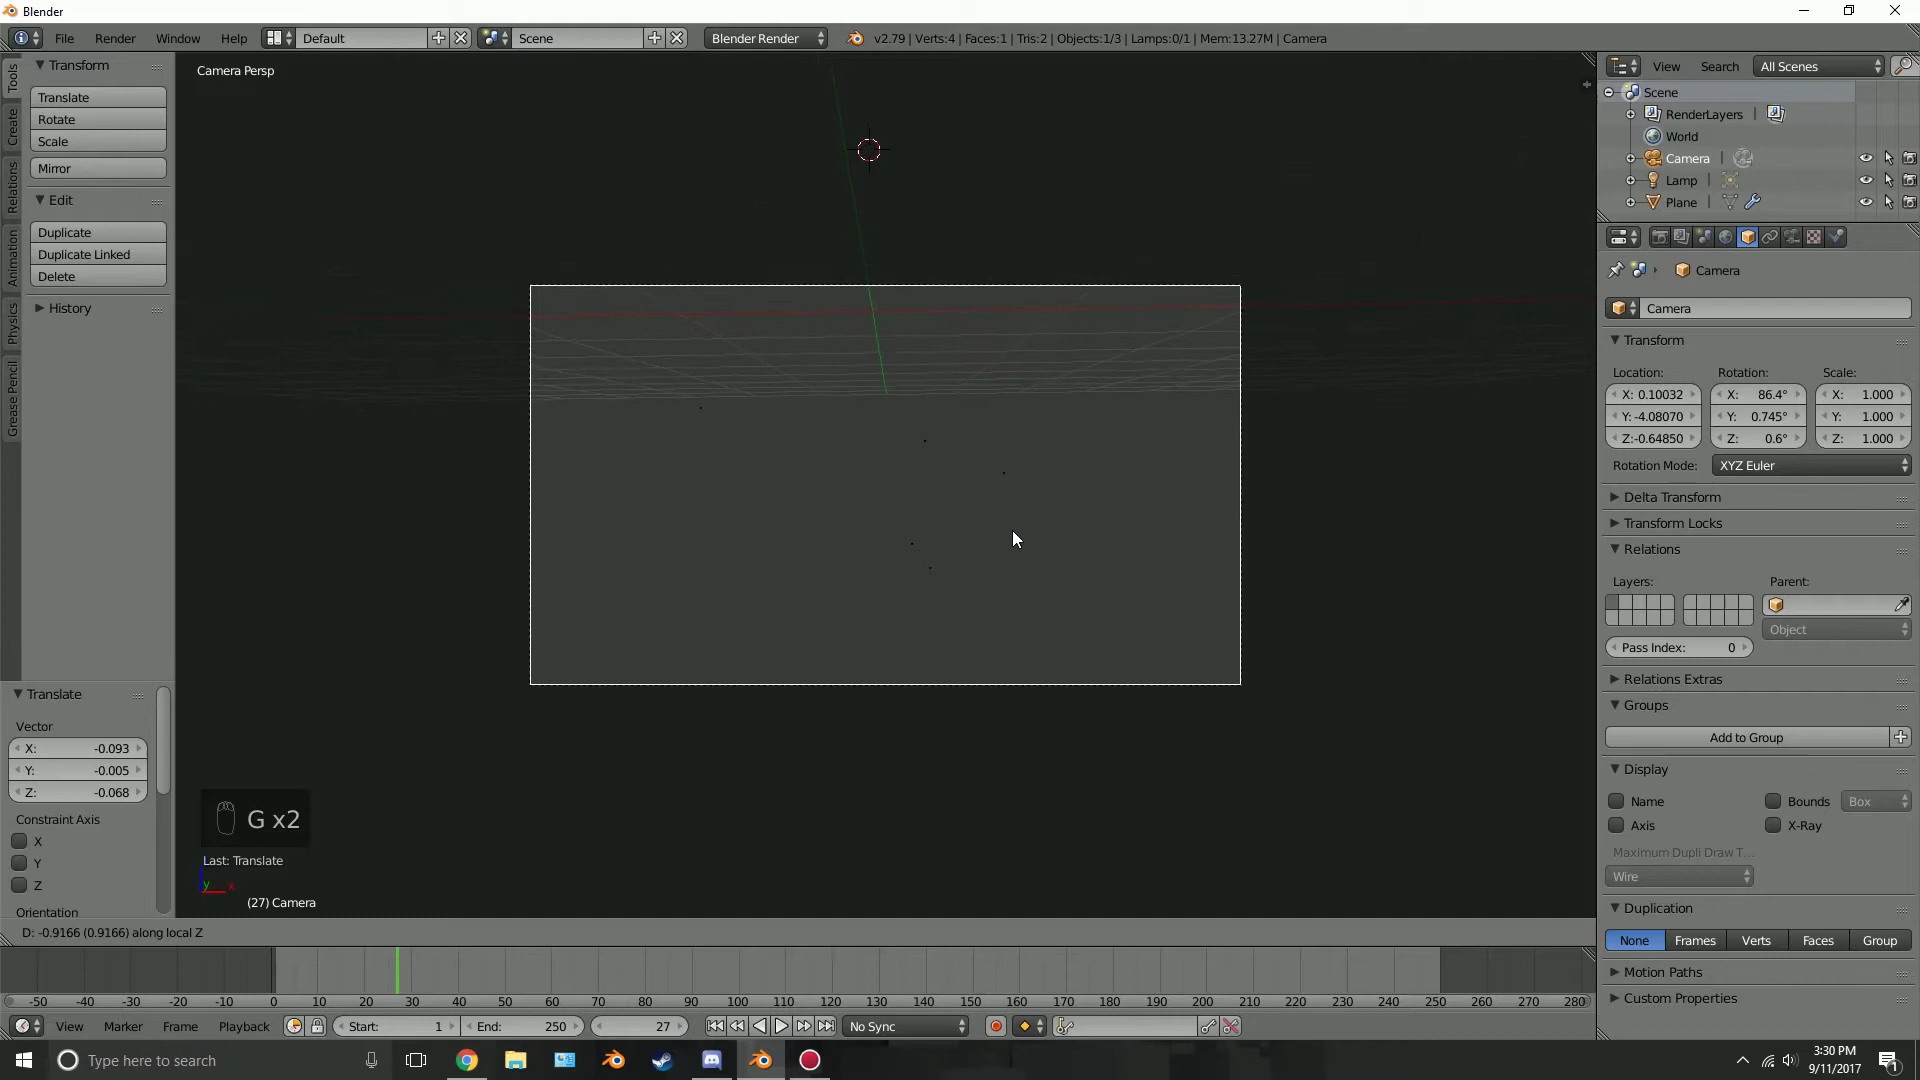 Blender
File Render Window Help Default Scene Blender Render v2.79 | Verts:4 | Faces:1 | Tris:2 | Objects:1/3 | Lamps:0/1 | Mem:13.27M | Camera
Tools
Create
Relations
Animation
Physics
Grease Pencil
Transform
Translate
Rotate
Scale
Mirror
Edit
Duplicate
Duplicate Linked
Delete
History
Translate
Vector
X: -0.093
Y: -0.005
Z: -0.068
Constraint Axis
X
Y
Z
Orientation
Camera Persp
G x2
Last: Translate
y x
(27) Camera
D: -0.9166 (0.9166) along local Z
View Search All Scenes
Scene
RenderLayers |
World
Camera |
Lamp |
Plane |
Camera
Camera
Transform
Location: Rotation: Scale:
X: 0.10032 X: 86.4° X: 1.000
Y: -4.08070 Y: 0.745° Y: 1.000
Z:-0.64850 Z: 0.6° Z: 1.000
Rotation Mode: XYZ Euler
Delta Transform
Transform Locks
Relations
Layers: Parent:
Object
Pass Index: 0
Relations Extras
Groups
Add to Group
Display
Name Bounds Box
Axis X-Ray
Maximum Dupli Draw T...
Wire
Duplication
None Frames Verts Faces Group
Motion Paths
Custom Properties
-50 -40 -30 -20 -10 0 10 20 30 40 50 60 70 80 90 100 110 120 130 140 150 160 170 180 190 200 210 220 230 240 250 260 270 280
View Marker Frame Playback Start: 1 End: 250 27 No Sync
Type here to search
3:30 PM
9/11/2017
1